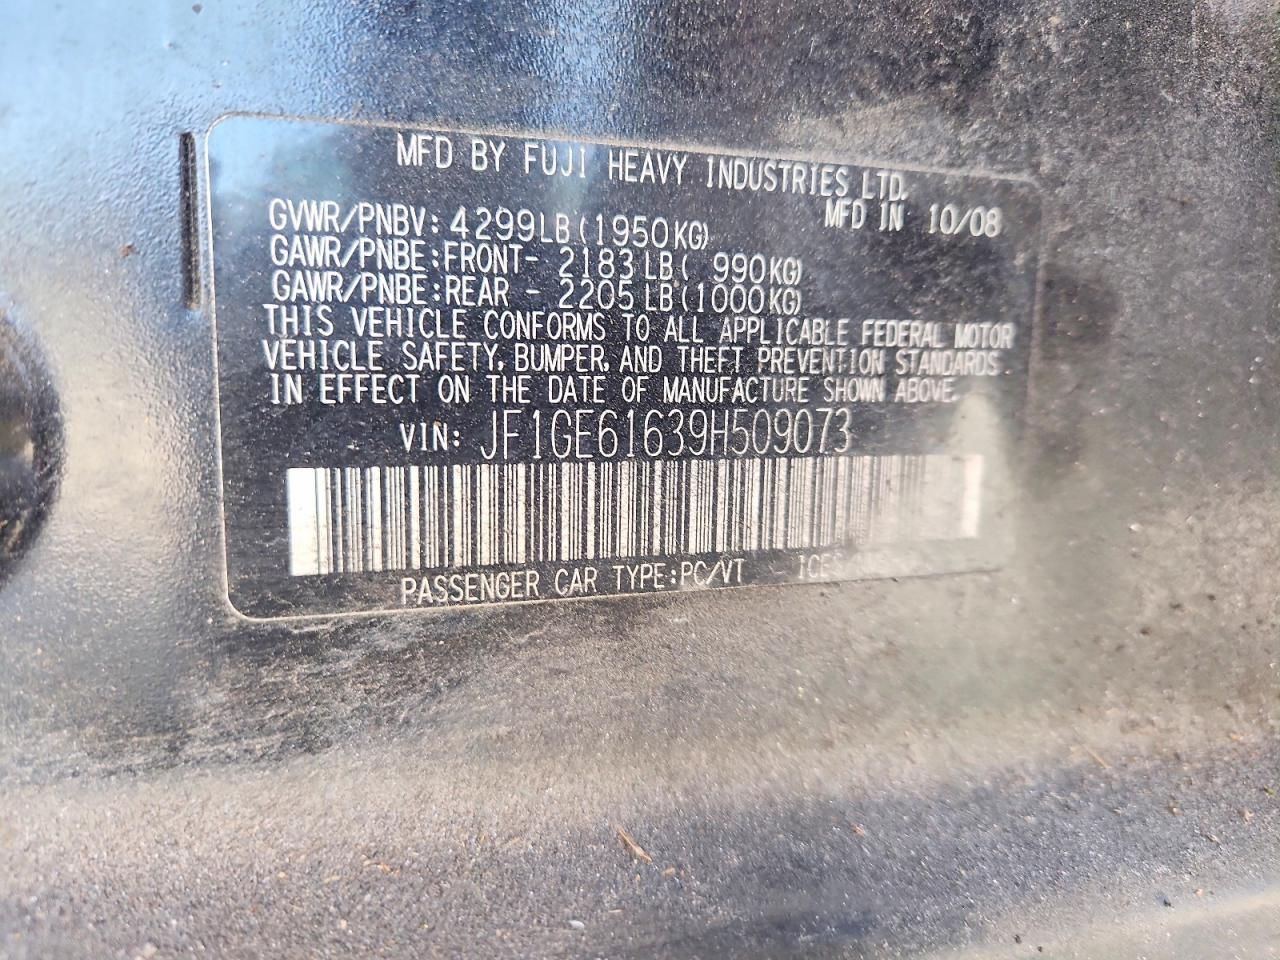 MFD BY FUJI HEAVY INDUSTRIES LTD.
MFD IN 10/08
GVWR/PNBV: 4299LB(1950KG)
GAWR/PNBE:FRONT- 2183LB( 990KG)
GAWR/PNBE:REAR - 2205LB(1000KG)
THIS VEHICLE CONFORMS TO ALL APPLICABLE FEDERAL MOTOR
VEHICLE SAFETY, BUMPER, AND THEFT PREVENTION STANDARDS
IN EFFECT ON THE DATE OF MANUFACTURE SHOWN ABOVE.
VIN: JF1GE61639H509073
PASSENGER CAR TYPE:PC/VT